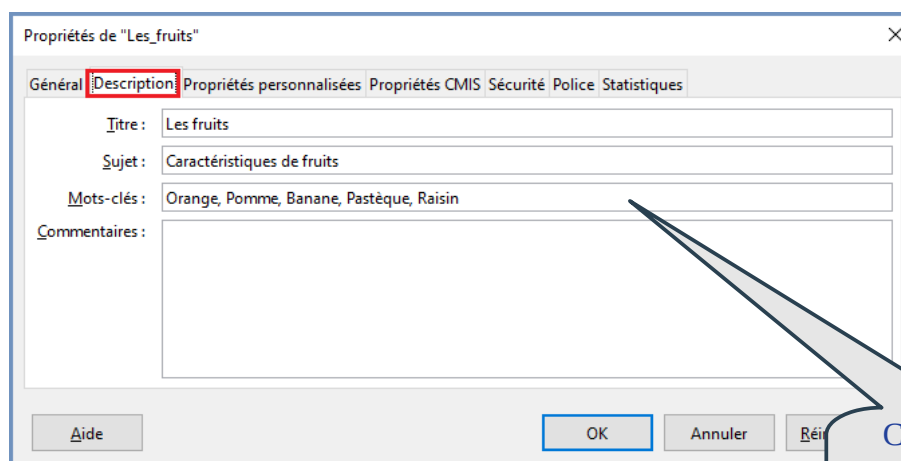 Propriétés de "Les_fruits"
Général Description Propriétés personnalisées Propriétés CMIS Sécurité Police Statistiques
Titre : Les fruits
Sujet : Caractéristiques de fruits
Mots-clés : Orange, Pomme, Banane, Pastèque, Raisin
Commentaires :
Aide OK Annuler